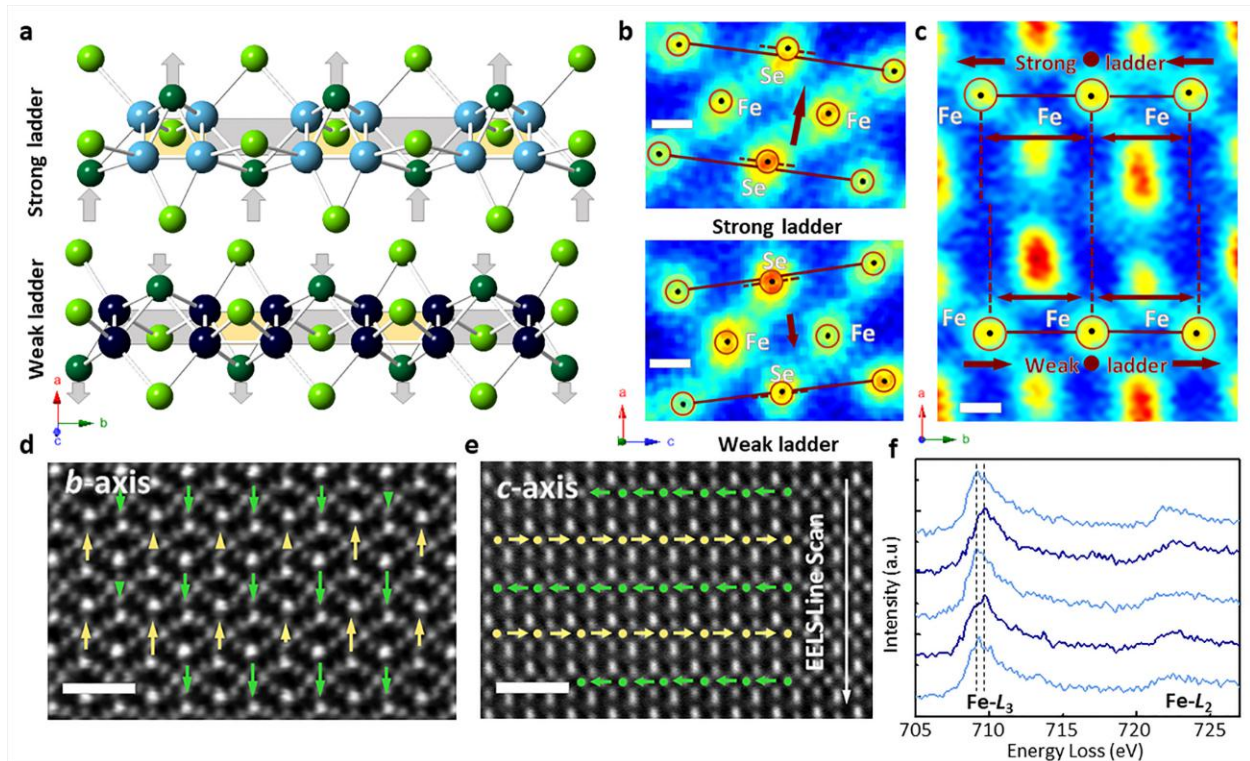 a
Strong ladder
Weak ladder
a
b
c
b
Se
Fe
Fe
Se
Strong ladder
Se
Fe
Fe
Se
a
c
Weak ladder
c
Strong ladder
Fe
Fe
Fe
Fe
Fe
Fe
Weak ladder
a
b
d
b-axis
e
c-axis
EELS Line Scan
f
Intensity (a.u)
Fe-L3
Fe-L2
705
710
715
720
725
Energy Loss (eV)